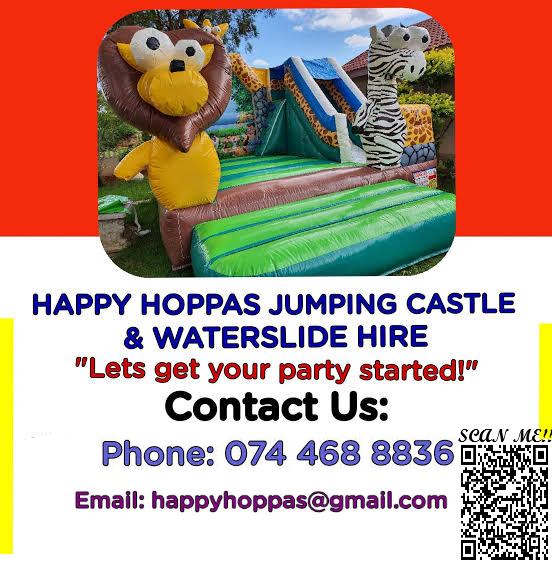 HAPPY HOPPAS JUMPING CASTLE
& WATERSLIDE HIRE
"Lets get your party started!"
Contact Us:
Phone: 074 468 8836
SCAN ME!!
Email: happyhoppas@gmail.com